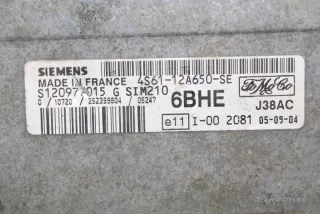 SIEMENS
MADE IN FRANCE 4S61-12A650-SE
S120977015 G SIM210
0 / 10720 / 252399804 / 05247
6BHE
FoMoCo
J38AC
e11 I-00 2081 05-09-04